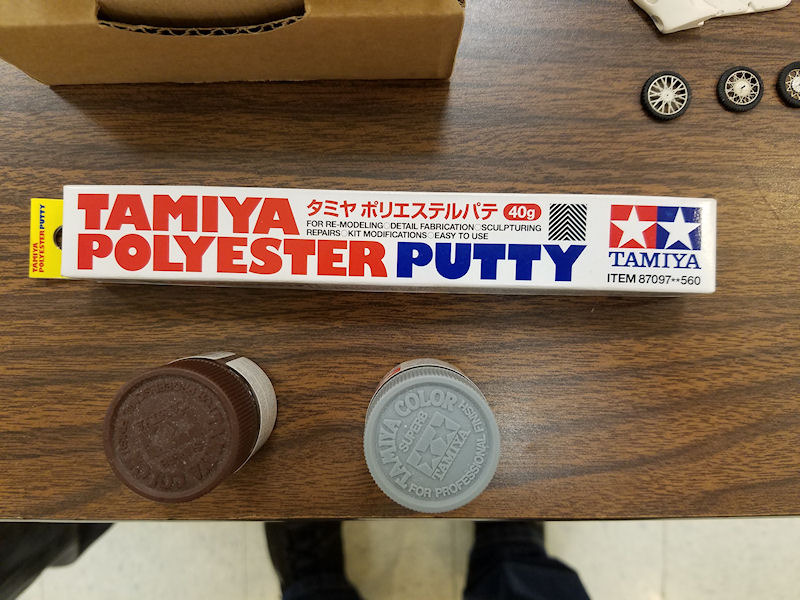 TAMIYA
POLYESTER PUTTY
TAMIYA
POLYESTER PUTTY
タミヤ ポリエステルパテ 40g
FOR RE-MODELING○DETAIL FABRICATION○SCULPTURING
REPAIRS○KIT MODIFICATIONS○EASY TO USE
TAMIYA
ITEM 87097**560
TAMIYA COLOR
SUPERB
FINISH
TAMIYA
FOR PROFESSIONAL